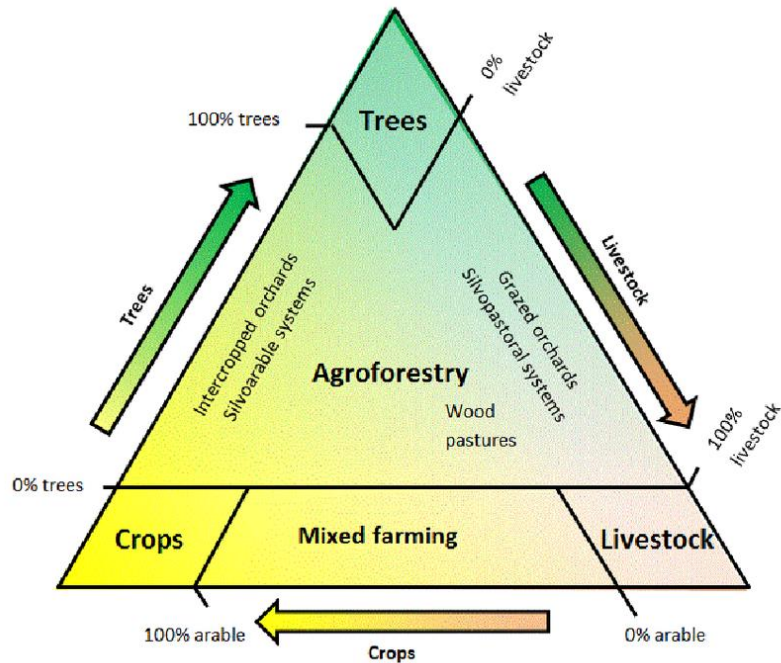 0%
livestock
100% trees
Trees
Trees
Livestock
Intercropped orchards
Silvoarable systems
Grazed orchards
Silvopastoral systems
Agroforestry
Wood
pastures
100%
livestock
0% trees
Crops
Mixed farming
Livestock
100% arable
0% arable
Crops